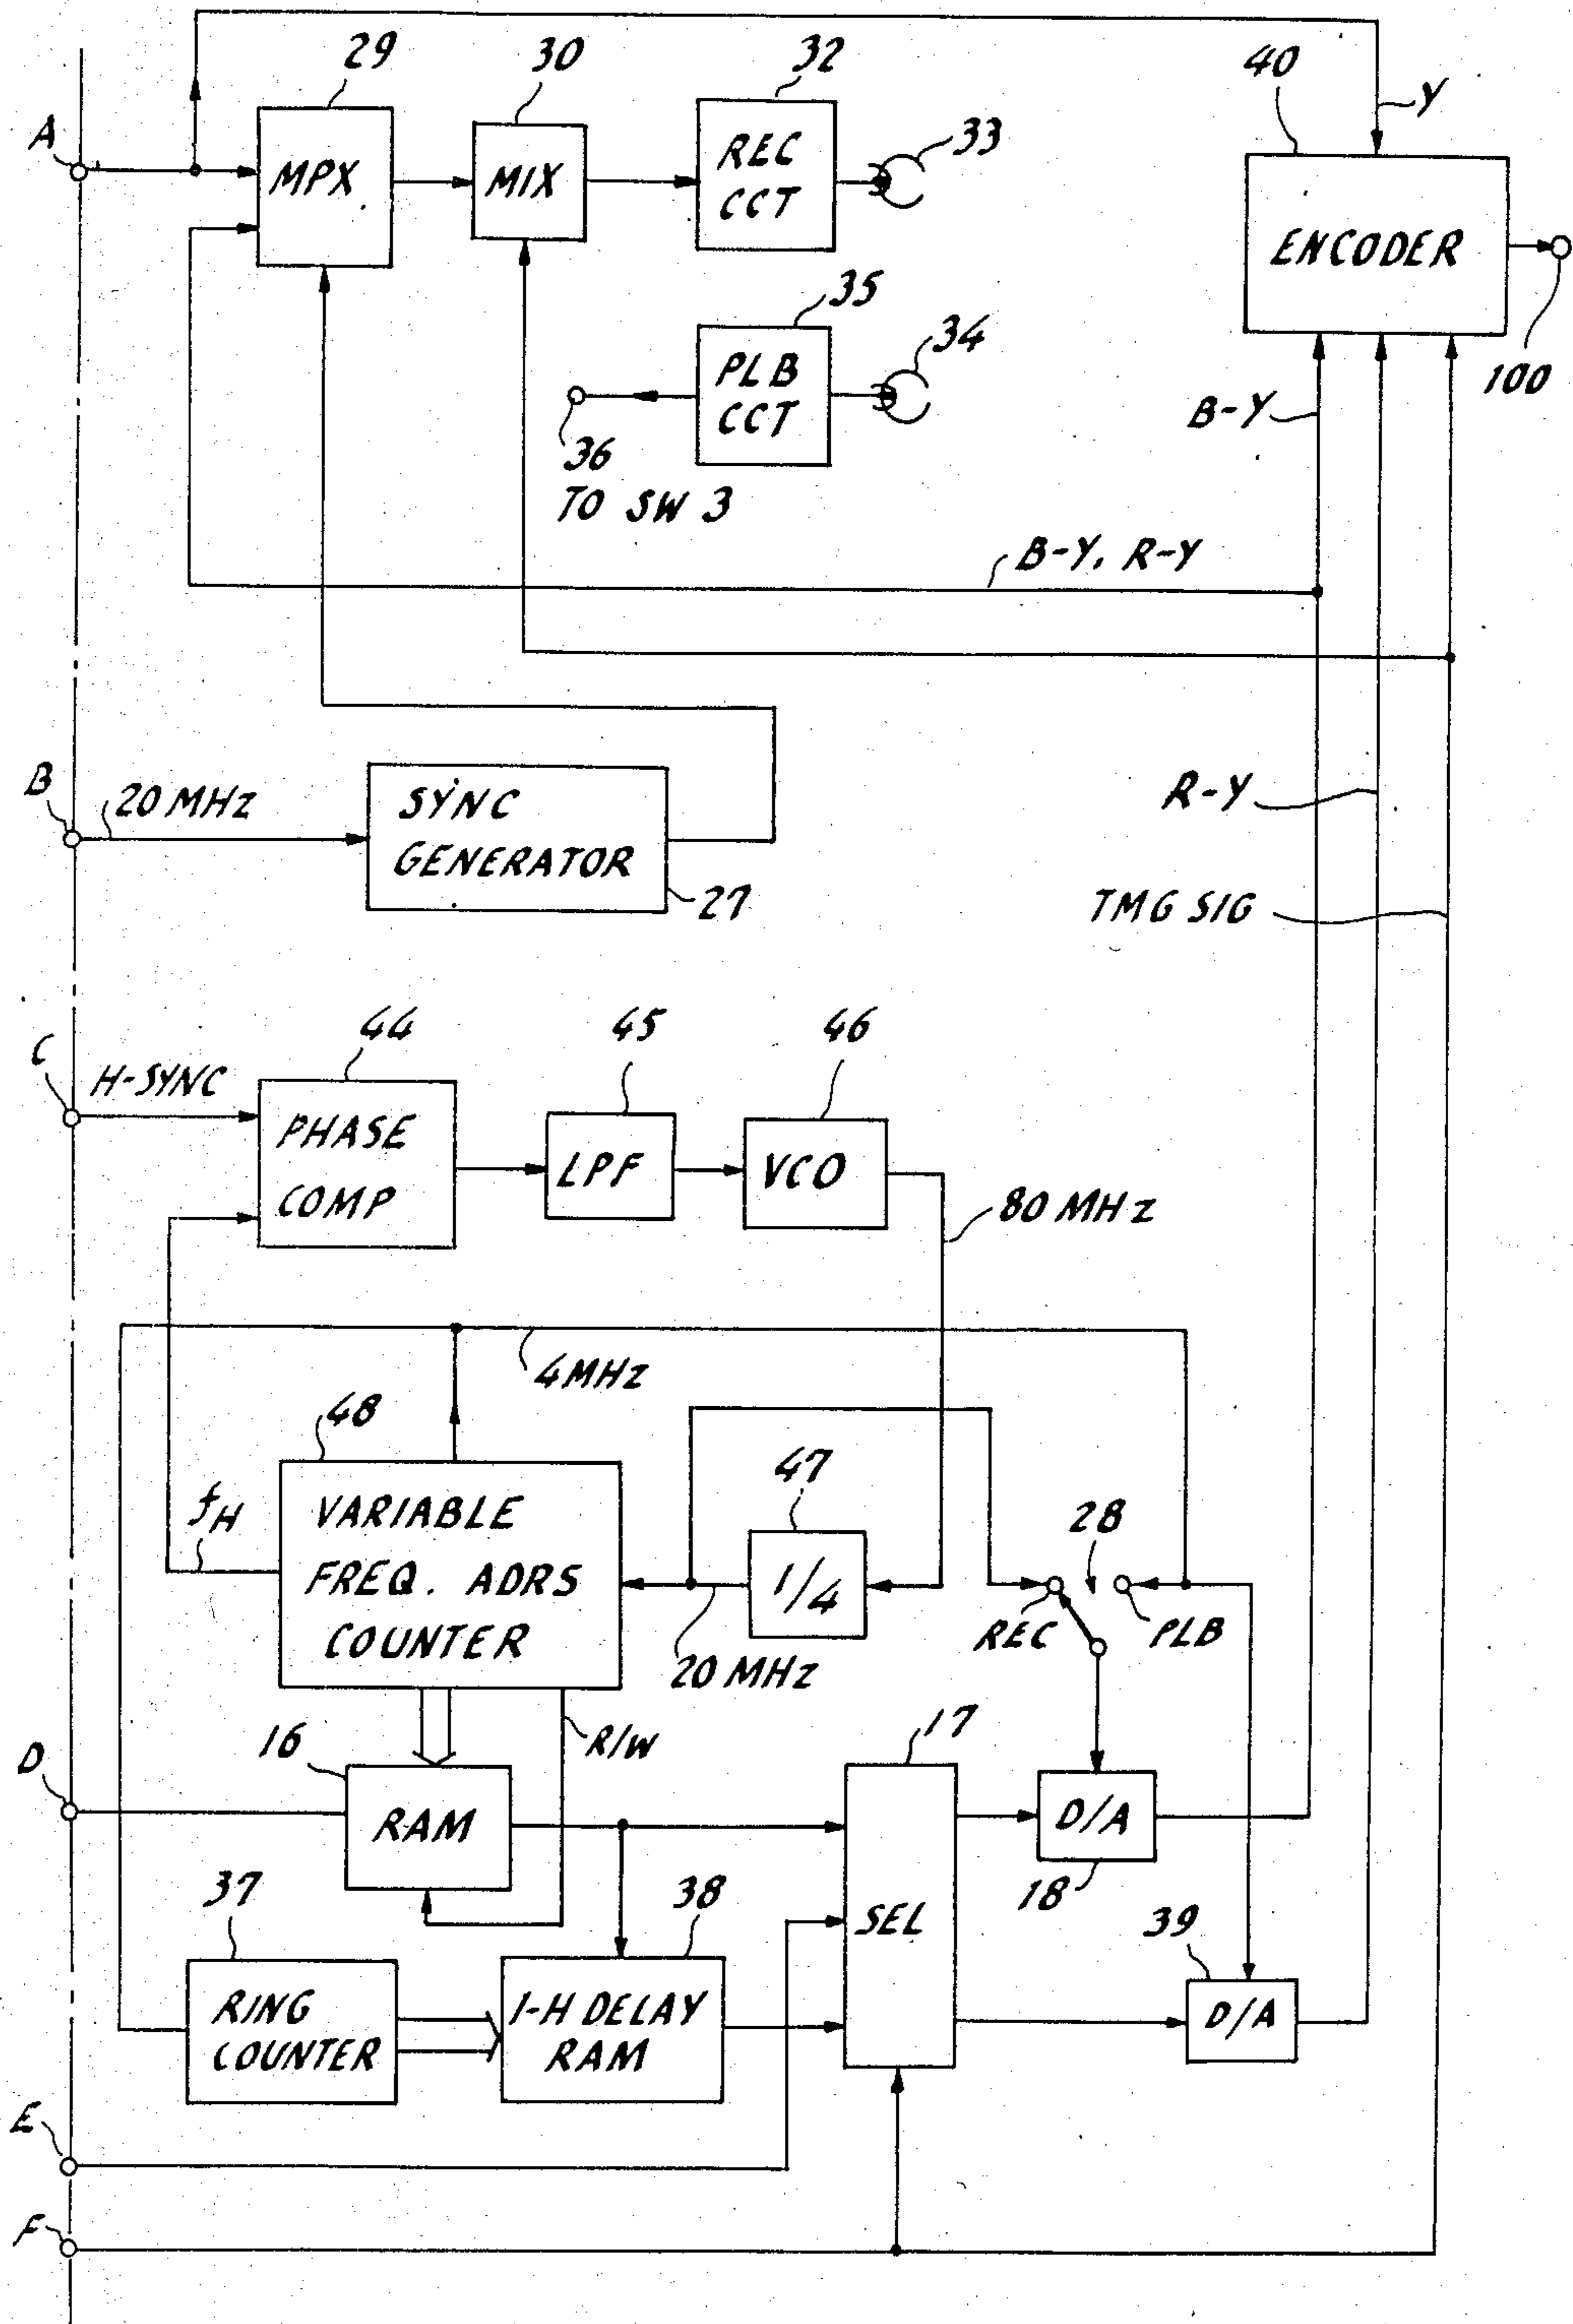 29
30
32
40
Y
A
MPX
MIX
REC
CCT
33
ENCODER
35
34
PLB
CCT
100
36
TO SW 3
B-Y
B-Y, R-Y
B
20 MHz
SYNC
GENERATOR
27
R-Y
TMG SIG
44
45
46
C
H-SYNC
PHASE
COMP
LPF
VCO
80 MHz
4 MHz
48
47
28
fH
VARIABLE
FREQ. ADRS
COUNTER
1/4
REC
PLB
20 MHz
D
16
R/W
17
RAM
D/A
18
37
38
SEL
39
RING
COUNTER
1-H DELAY
RAM
D/A
E
F